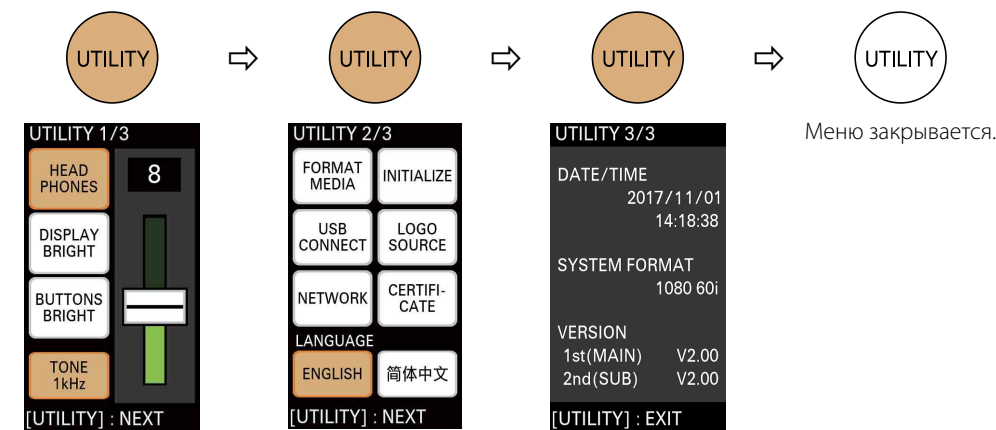 UTILITY ⇨ UTILITY ⇨ UTILITY ⇨ UTILITY
Меню закрывается.
UTILITY 1/3
HEAD
PHONES
8
DISPLAY
BRIGHT
BUTTONS
BRIGHT
TONE
1kHz
[UTILITY] : NEXT
UTILITY 2/3
FORMAT
MEDIA
INITIALIZE
USB
CONNECT
LOGO
SOURCE
NETWORK
CERTIFI-
CATE
LANGUAGE
ENGLISH
简体中文
[UTILITY] : NEXT
UTILITY 3/3
DATE/TIME
2017/11/01
14:18:38
SYSTEM FORMAT
1080 60i
VERSION
1st(MAIN) V2.00
2nd(SUB) V2.00
[UTILITY] : EXIT